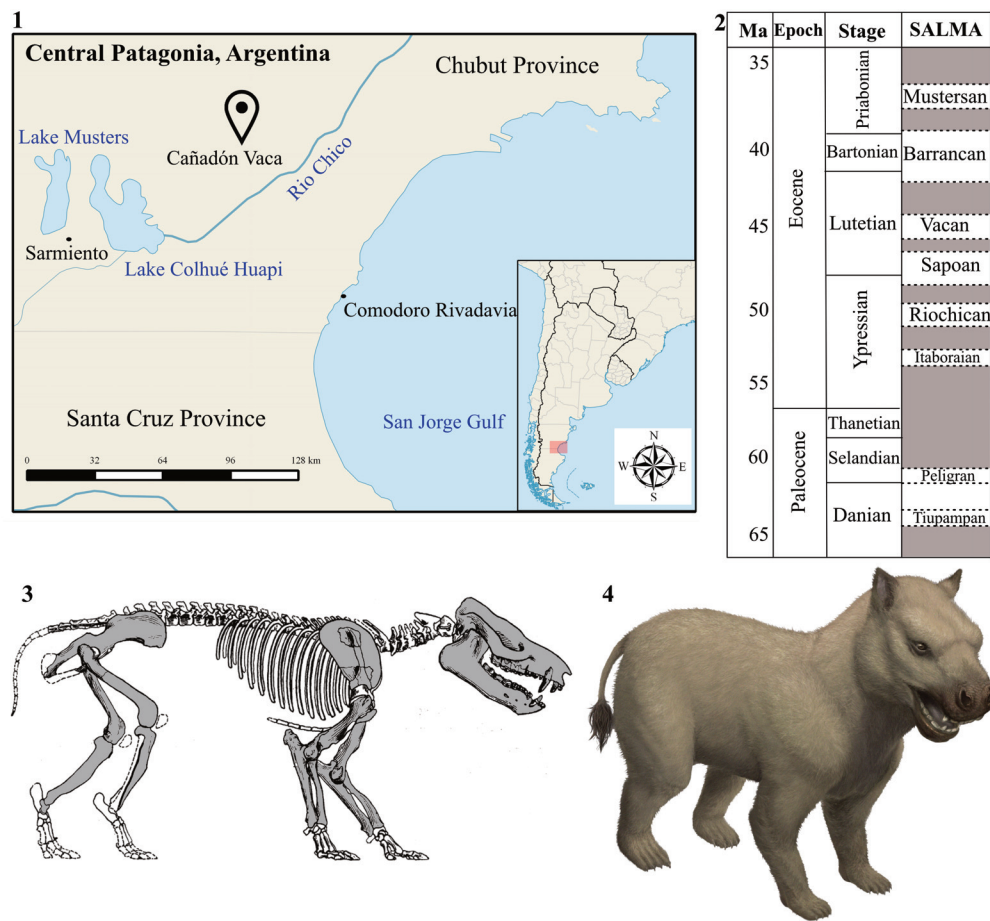 1
Central Patagonia, Argentina
Chubut Province
Lake Musters
Cañadón Vaca
Rio Chico
Sarmiento
Lake Colhué Huapi
Comodoro Rivadavia
Santa Cruz Province
San Jorge Gulf
0 32 64 96 128 km
N
W E
S
2
Ma Epoch Stage SALMA
35
Priabonian
Mustersan
40
Bartonian
Barrancan
Eocene
45
Lutetian
Vacan
Sapoan
50
Ypressian
Riochican
Itaboraian
55
Thanetian
60
Paleocene
Selandian
Peligran
Danian
Tiupampan
65
3
4